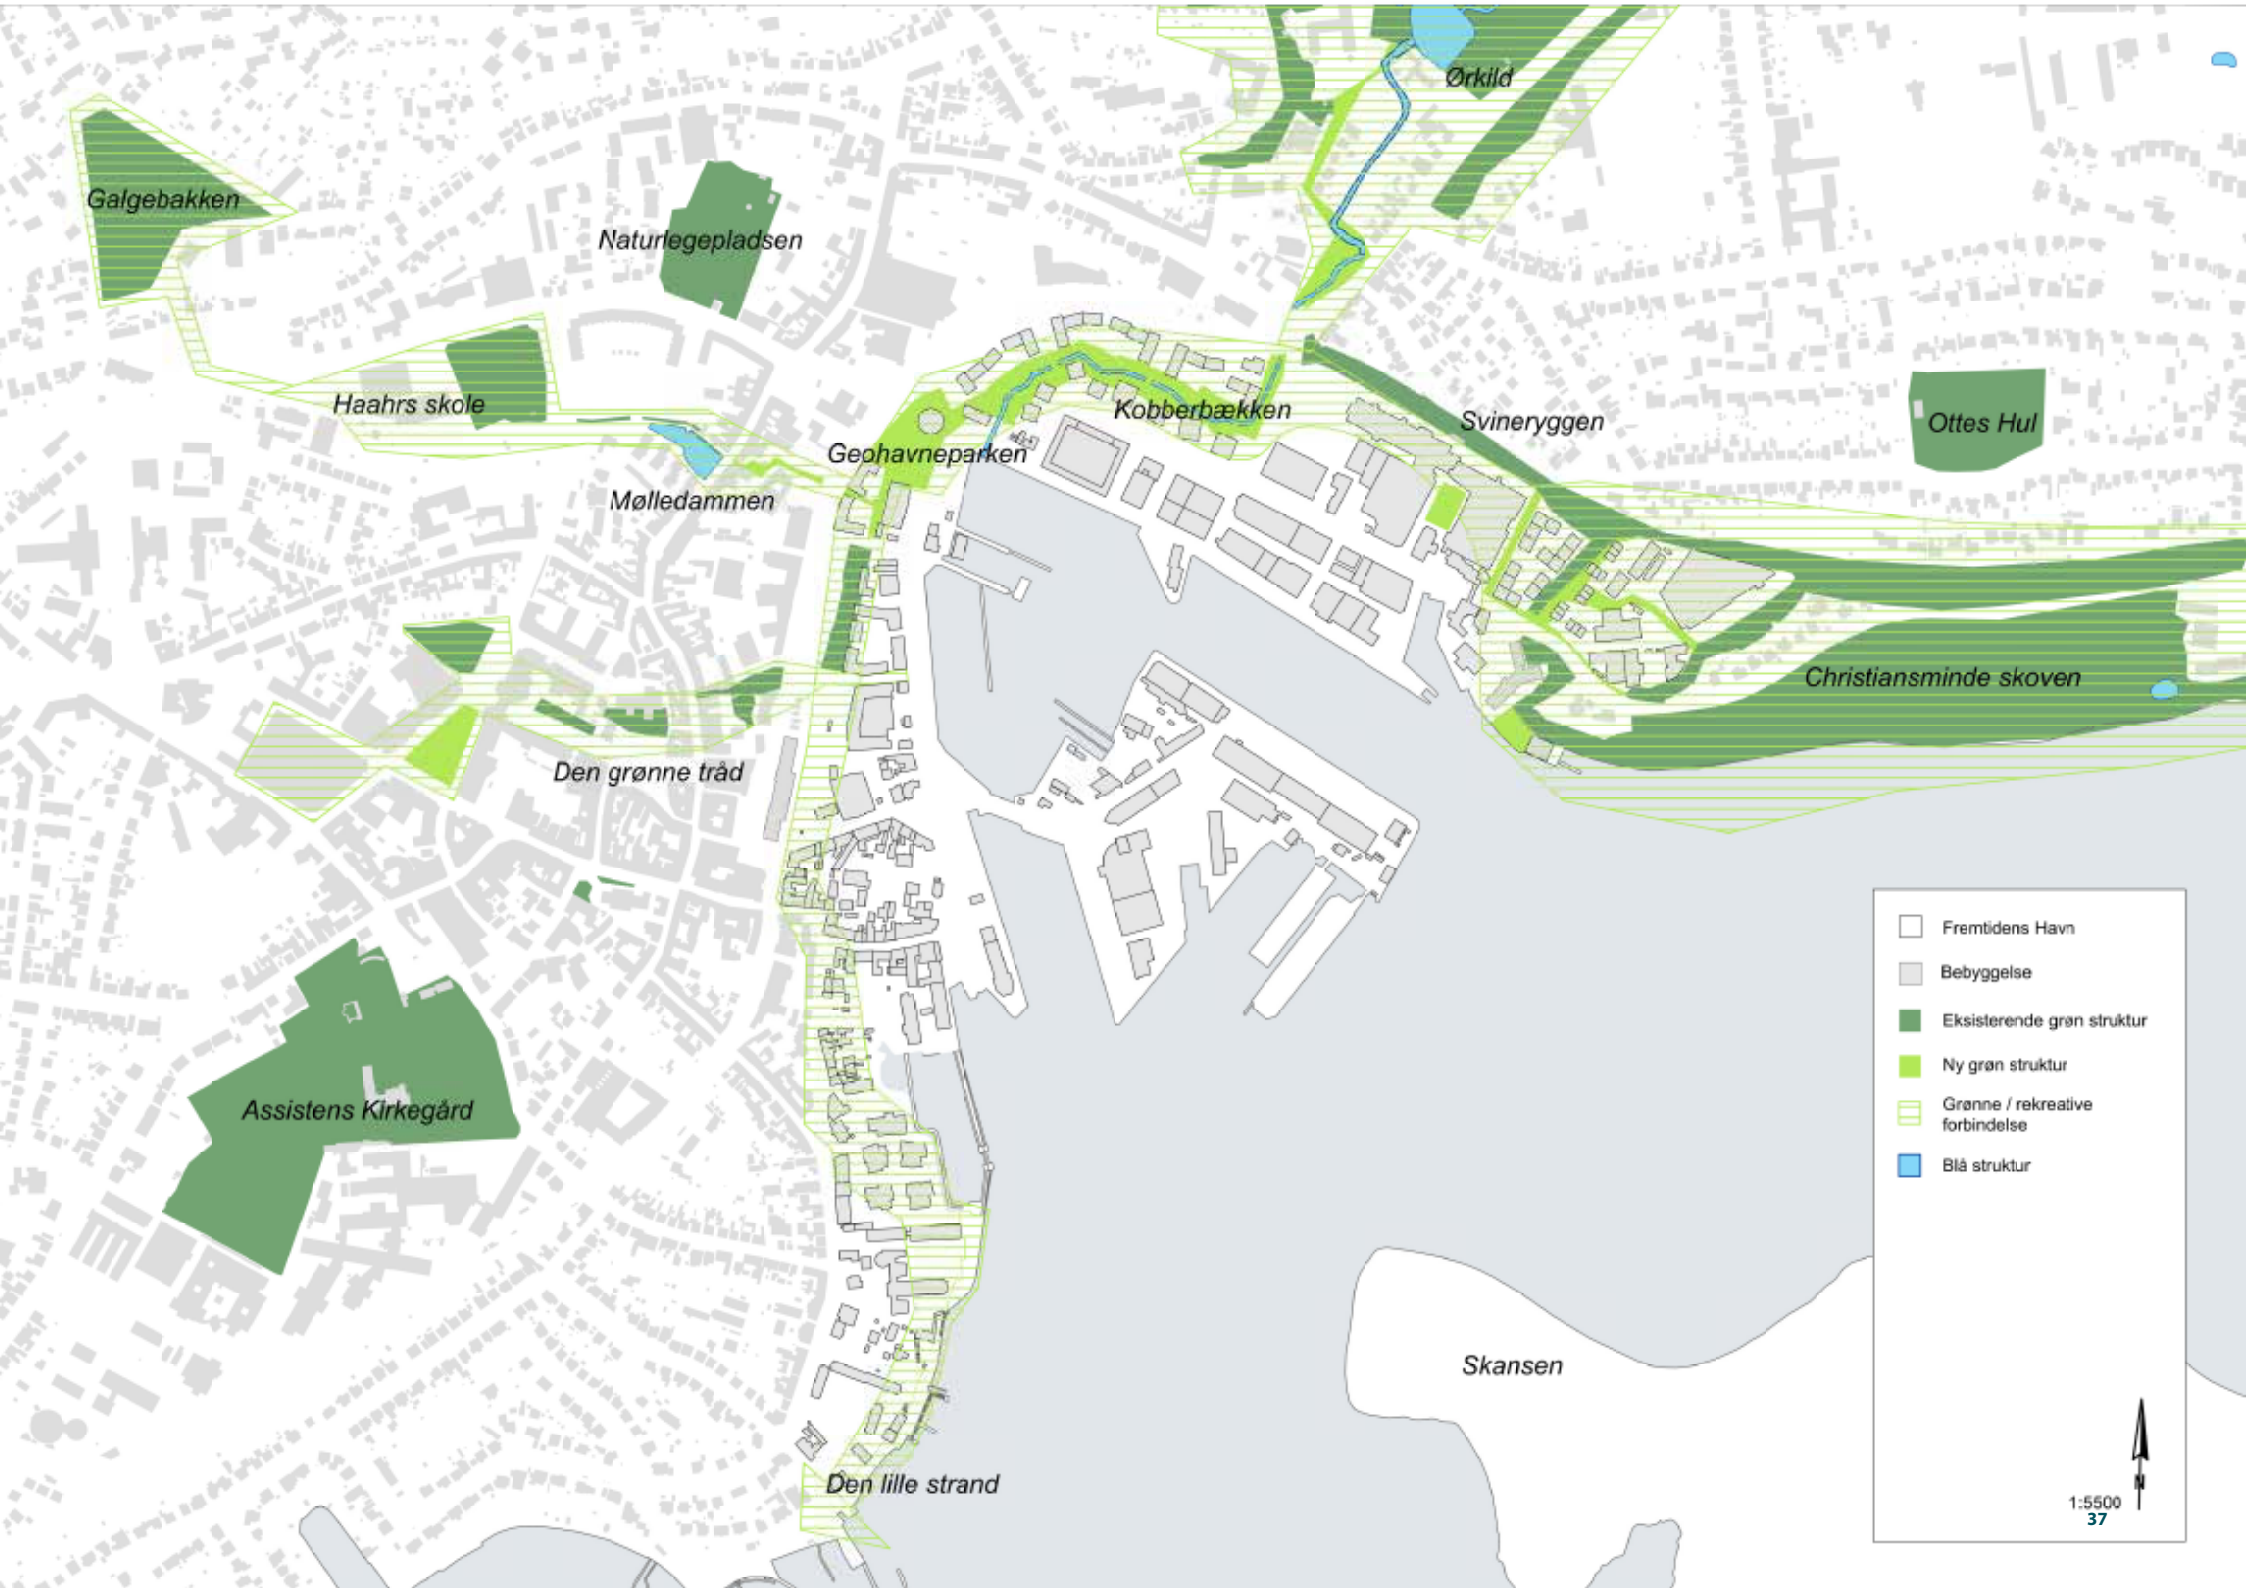 Ørkild
Galgebakken
Naturlegepladsen
Haahrs skole
Kobberbækken
Svineryggen
Ottes Hul
Geohavneparken
Mølledammen
Christiansminde skoven
Den grønne tråd
Fremtidens Havn
Bebyggelse
Eksisterende grøn struktur
Ny grøn struktur
Grønne / rekreative
forbindelse
Blå struktur
Assistens Kirkegård
Skansen
Den lille strand
N
1:5500
37